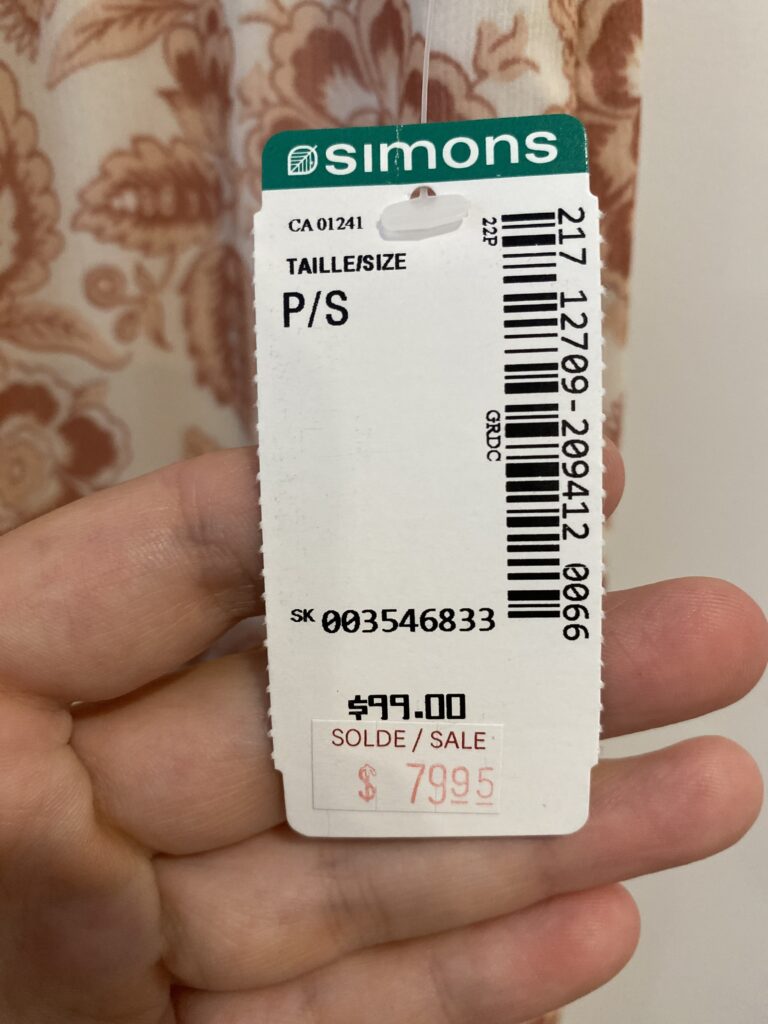 simons
CA 01241
TAILLE/SIZE
P/S
22P
217 12709-209412 0066
GRDC
SK 003546833
$99.00
SOLDE / SALE
$ 7995